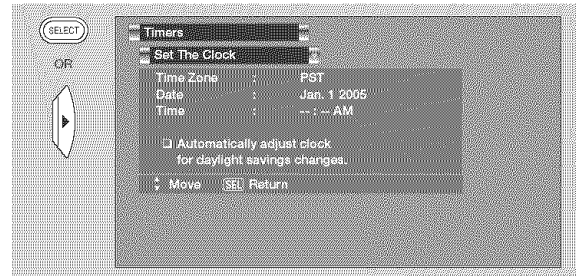 SELECT
OR
Timers
Set The Clock
Time Zone : PST
Date : Jan. 1 2005
Time : -- : -- AM
❏ Automatically adjust clock
for daylight savings changes.
Move SEL Return